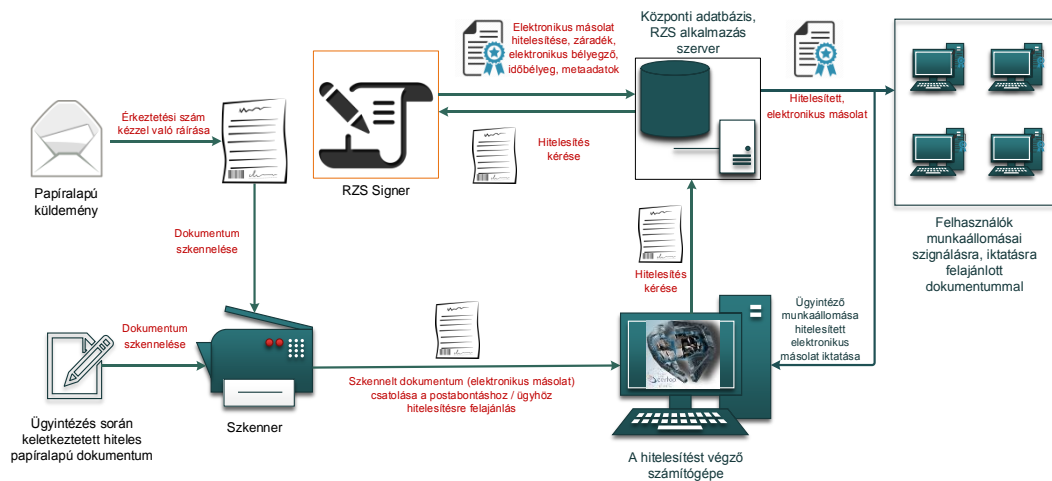 Elektronikus másolat
hitelesítése, záradék,
elektronikus bélyegző,
időbélyeg, metaadatok
Központi adatbázis,
RZS alkalmazás
szerver
Érkeztetési szám
kézzel való ráírása
Hitelesített,
elektronikus másolat
Hitelesítés
kérése
Papíralapú
küldemény
RZS Signer
Felhasználók
munkaállomásai
szignálásra, iktatásra
felajánlott
dokumentummal
Dokumentum
szkennelése
Hitelesítés
kérése
Ügyintéző
munkaállomása
hitelesített
elektronikus
másolat iktatása
Dokumentum
szkennelése
Szkennelt dokumentum (elektronikus másolat)
csatolása a postabontáshoz / ügyhöz
hitelesítésre felajánlás
Ügyintézés során
keletkeztetett hiteles
papíralapú dokumentum
Szkenner
A hitelesítést végző
számítógépe